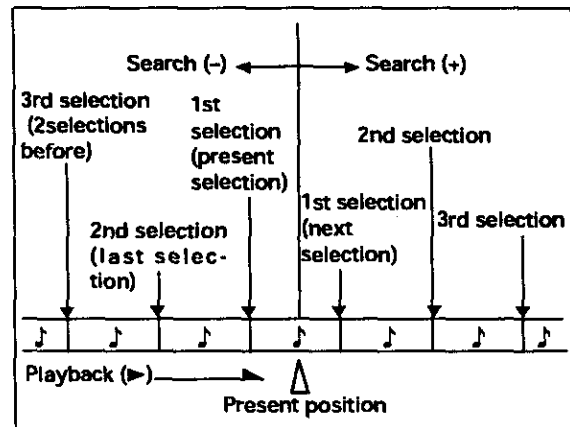 Search (–)
Search (+)
3rd selection
(2selections
before)
1st
selection
(present
selection)
2nd selection
2nd selection
(last selec-
tion)
1st selection
(next
selection)
3rd selection
Playback (►)
Present position